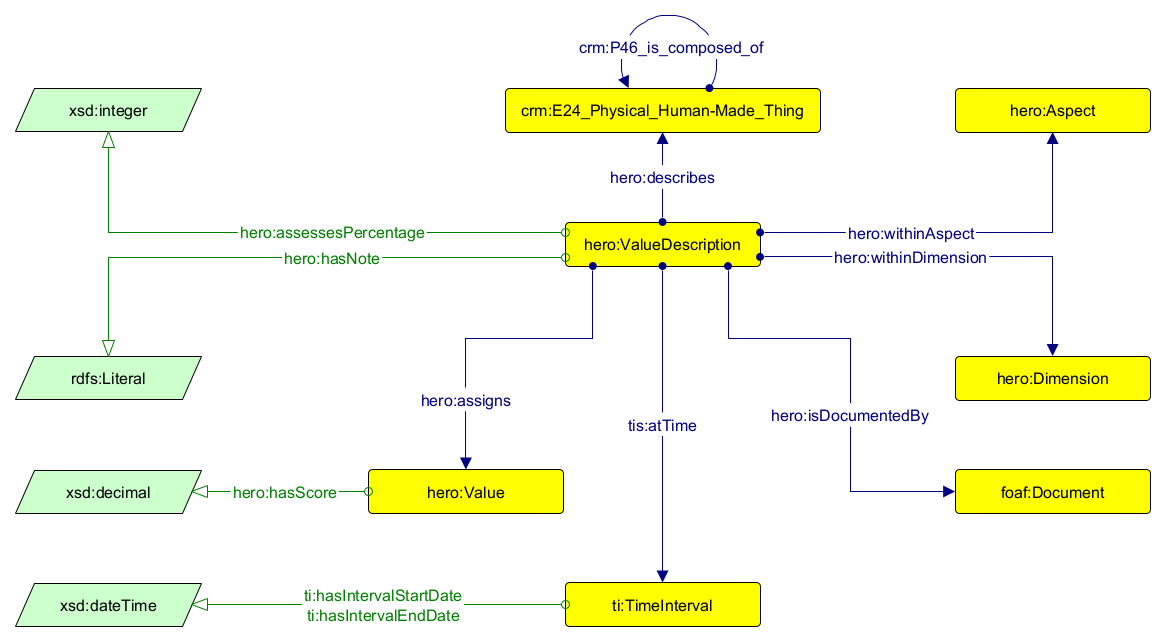 crm:P46_is_composed_of
xsd:integer
crm:E24_Physical_Human-Made_Thing
hero:Aspect
hero:describes
hero:assessesPercentage
hero:ValueDescription
hero:withinAspect
hero:hasNote
hero:withinDimension
rdfs:Literal
hero:Dimension
hero:assigns
hero:isDocumentedBy
tis:atTime
xsd:decimal
hero:hasScore
hero:Value
foaf:Document
xsd:dateTime
ti:hasIntervalStartDate
ti:hasIntervalEndDate
ti:TimeInterval